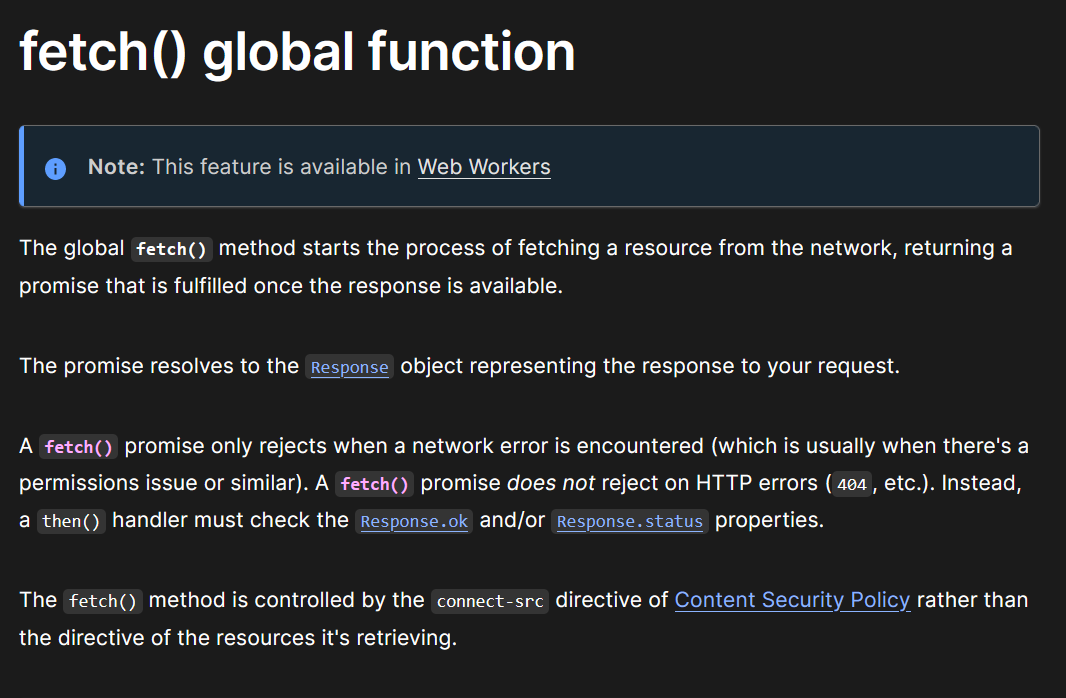 fetch() global function
Note: This feature is available in Web Workers
The global fetch() method starts the process of fetching a resource from the network, returning a
promise that is fulfilled once the response is available.
The promise resolves to the Response object representing the response to your request.
A fetch() promise only rejects when a network error is encountered (which is usually when there's a
permissions issue or similar). A fetch() promise does not reject on HTTP errors (404, etc.). Instead,
a then() handler must check the Response.ok and/or Response.status properties.
The fetch() method is controlled by the connect-src directive of Content Security Policy rather than
the directive of the resources it's retrieving.